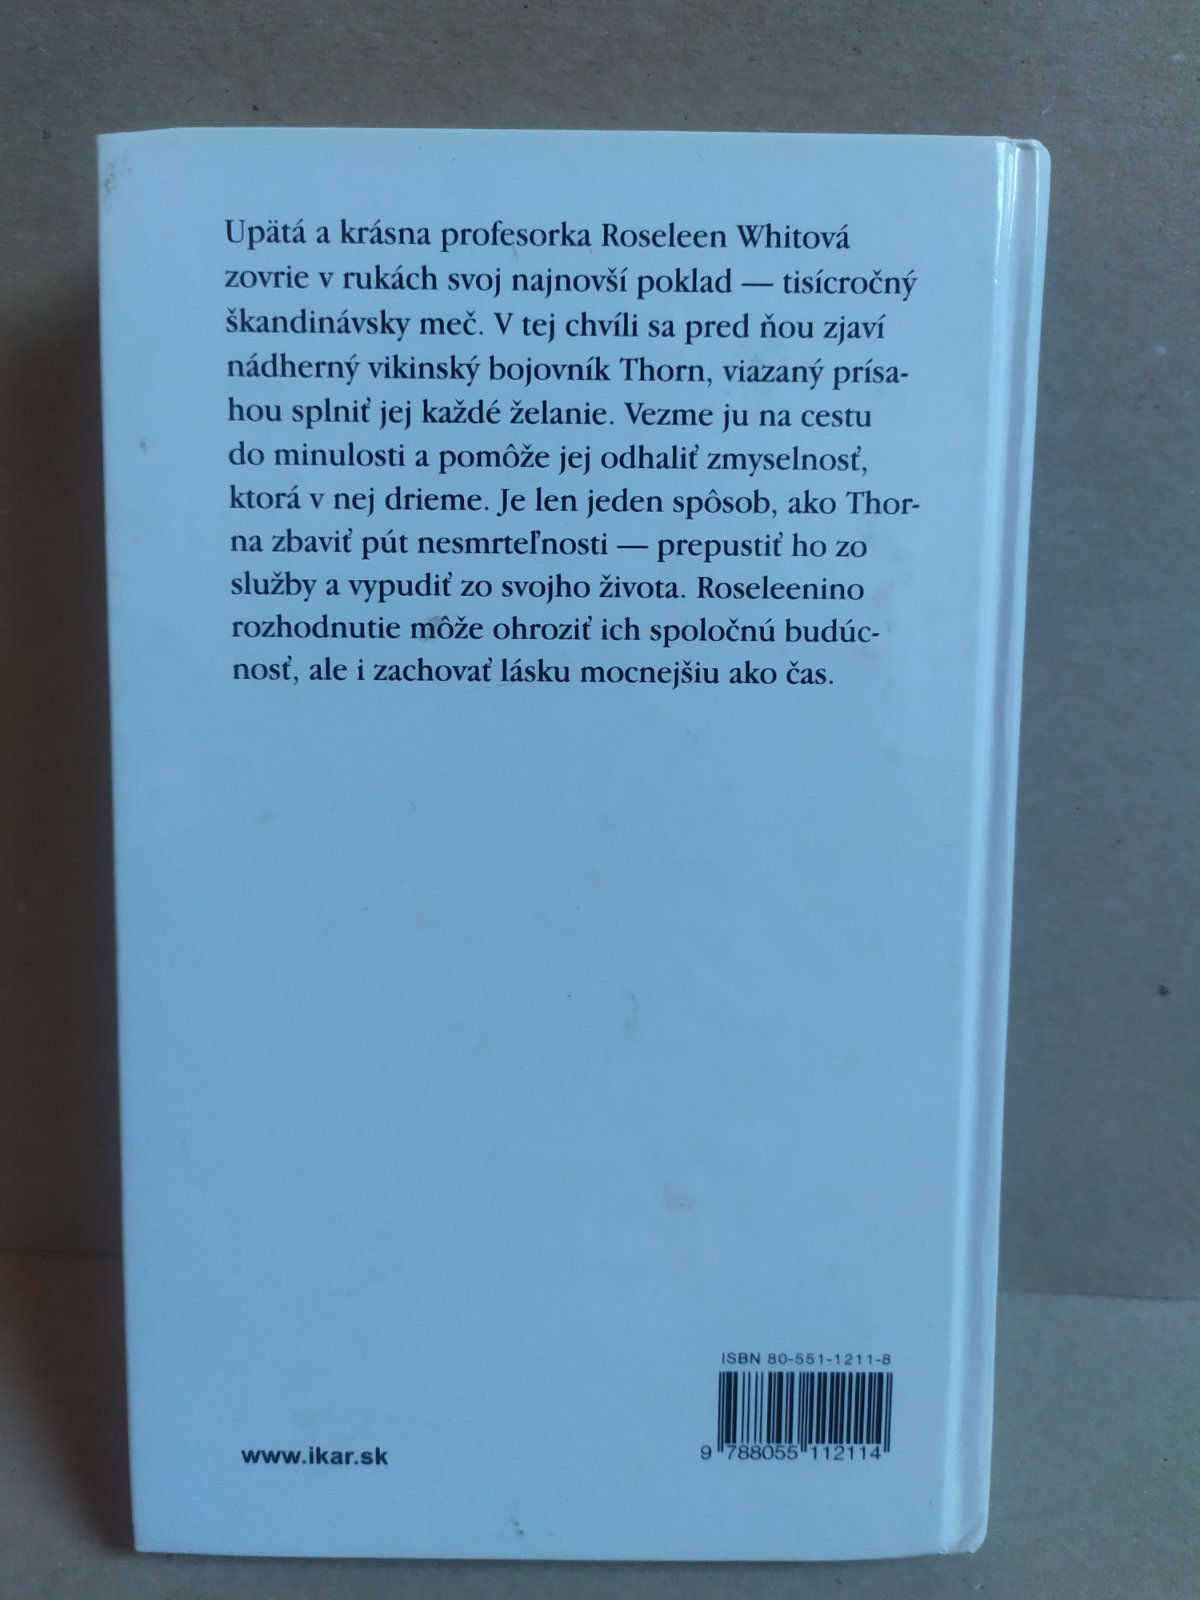 Upätá a krásna profesorka Roseleen Whitová
zovrie v rukách svoj najnovší poklad — tisícročný
škandinávsky meč. V tej chvíli sa pred ňou zjaví
nádherný vikinský bojovník Thorn, viazaný prísa-
hou splniť jej každé želanie. Vezme ju na cestu
do minulosti a pomôže jej odhaliť zmyselnosť,
ktorá v nej drieme. Je len jeden spôsob, ako Thor-
na zbaviť pút nesmrteľnosti — prepustiť ho zo
služby a vypudiť zo svojho života. Roseleenino
rozhodnutie môže ohroziť ich spoločnú budúc-
nosť, ale i zachovať lásku mocnejšiu ako čas.
ISBN 80-551-1211-8
9 788055 112114
www.ikar.sk